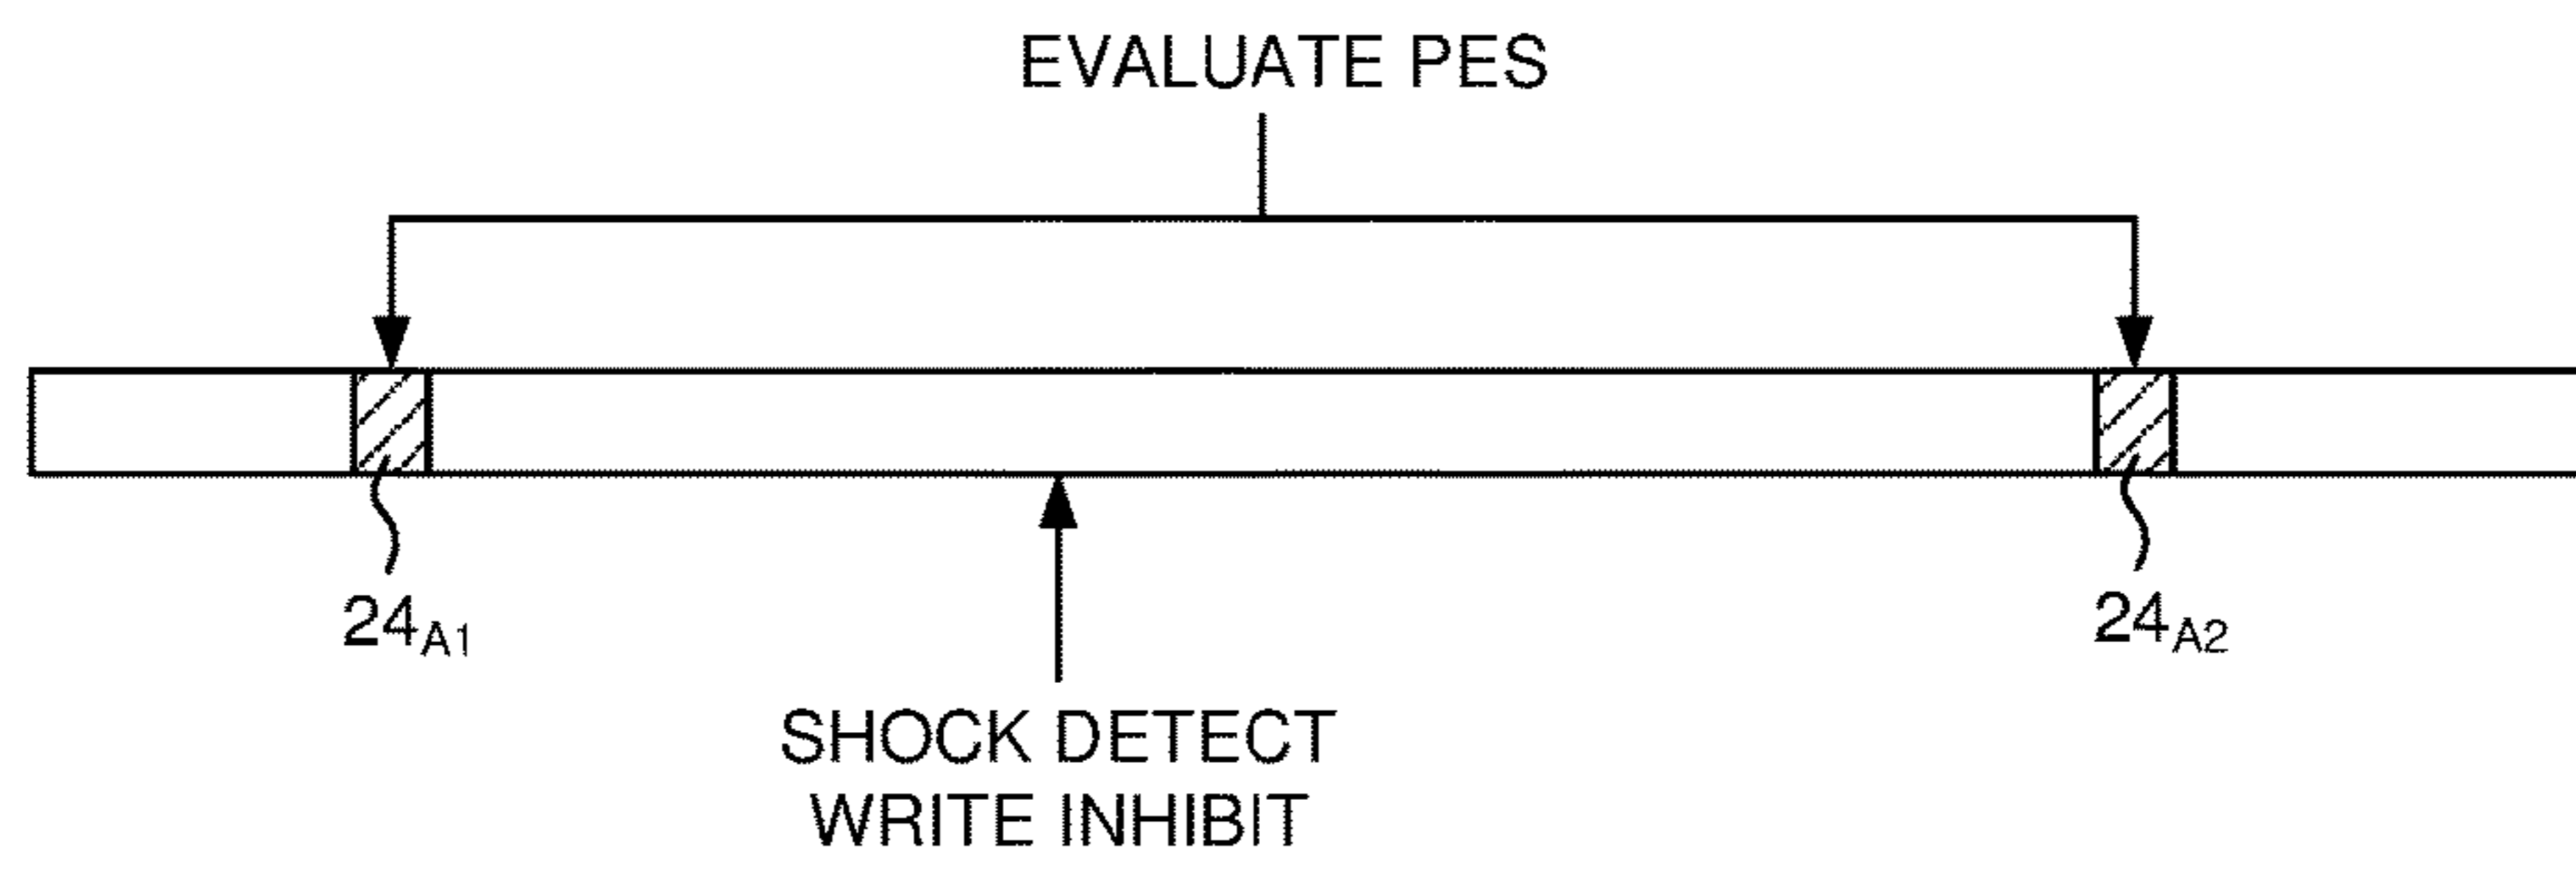 EVALUATE PES
24A1
24A2
SHOCK DETECT
WRITE INHIBIT